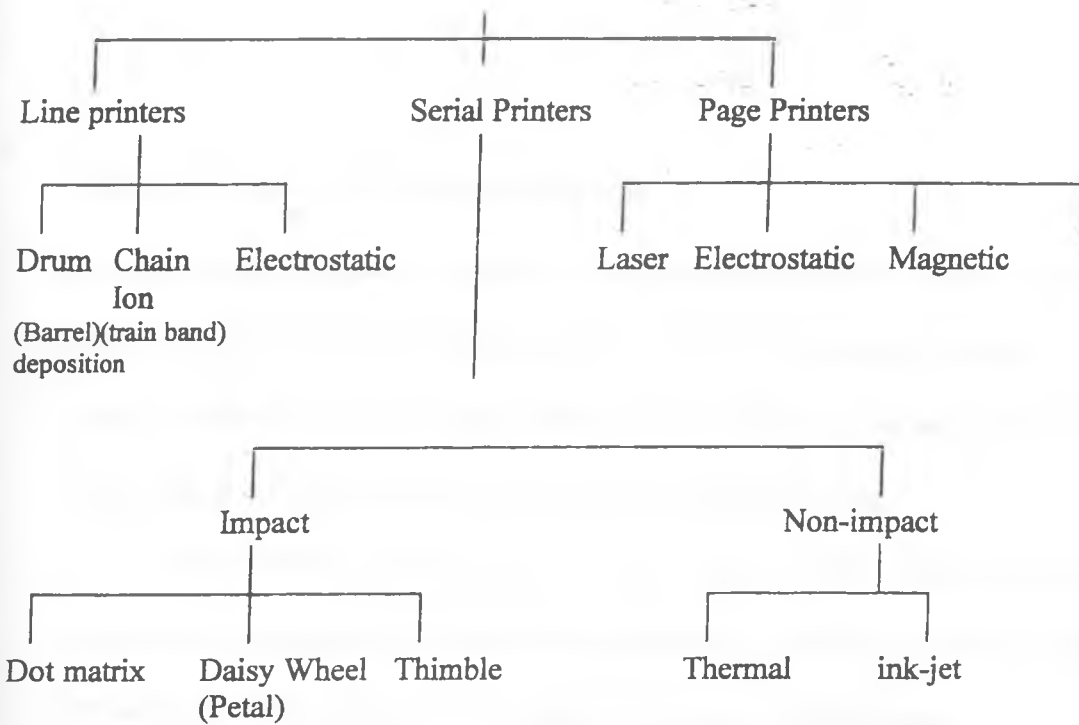 Line printers Serial Printers Page Printers
Drum Chain Electrostatic Laser Electrostatic Magnetic
Ion
(Barrel)(train band)
deposition
Impact Non-impact
Dot matrix Daisy Wheel Thimble Thermal ink-jet
(Petal)